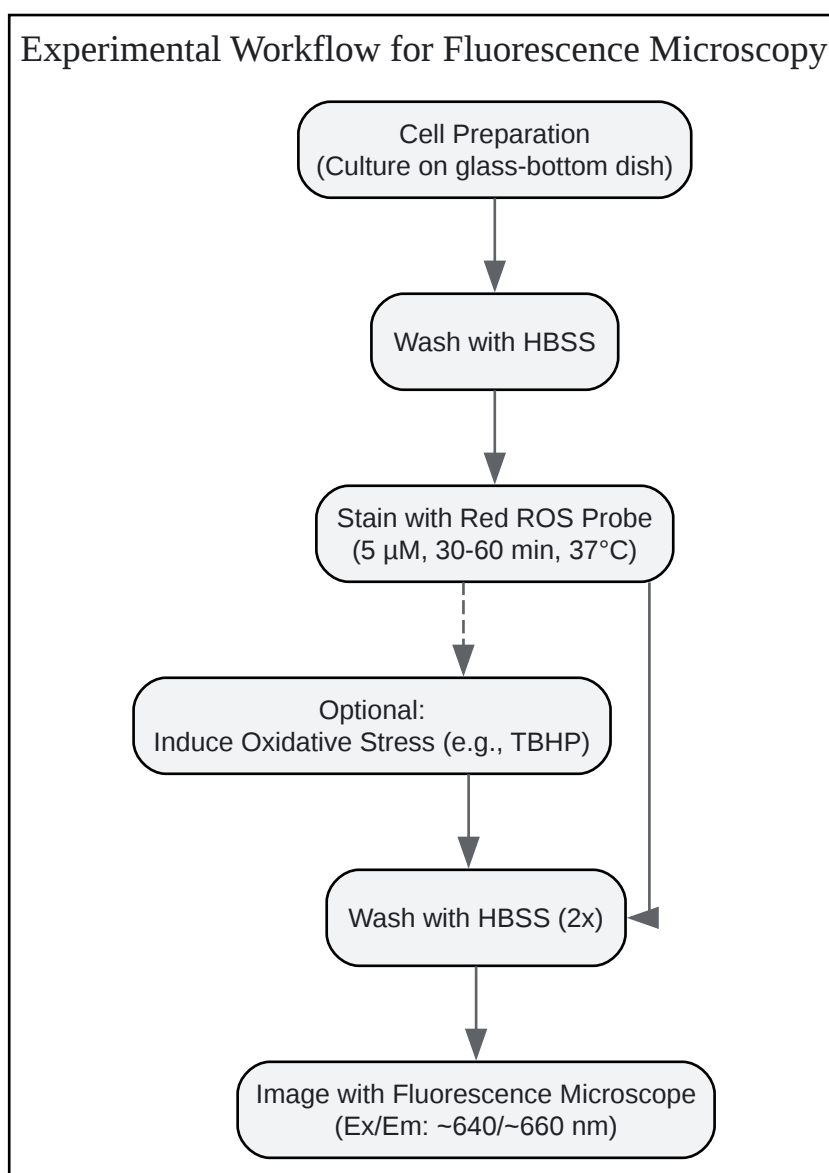 Experimental Workflow for Fluorescence Microscopy
Cell Preparation
(Culture on glass-bottom dish)
Wash with HBSS
Stain with Red ROS Probe
(5 µM, 30-60 min, 37°C)
Optional:
Induce Oxidative Stress (e.g., TBHP)
Wash with HBSS (2x)
Image with Fluorescence Microscope
(Ex/Em: ~640/~660 nm)